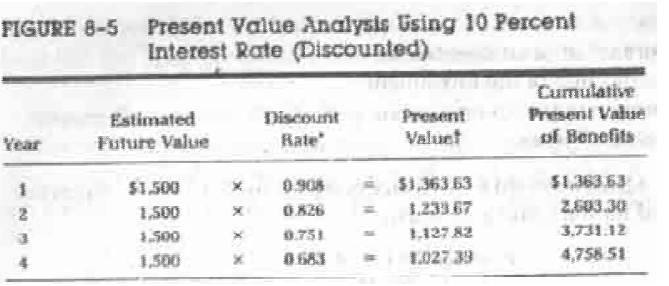 FIGURE 8-5 Present Value Analysis Using 10 Percent
Interest Rate (Discounted)
Cumulative
Estimated Discount Present Present Value
Year Future Value Rate* Value† of Benefits
1 $1,500 × 0.908 = $1,363.63 $1,363.63
2 1,500 × 0.826 = 1,233.67 2,603.30
3 1,500 × 0.751 = 1,127.82 3,731.12
4 1,500 × 0.683 = 1,027.39 4,758.51